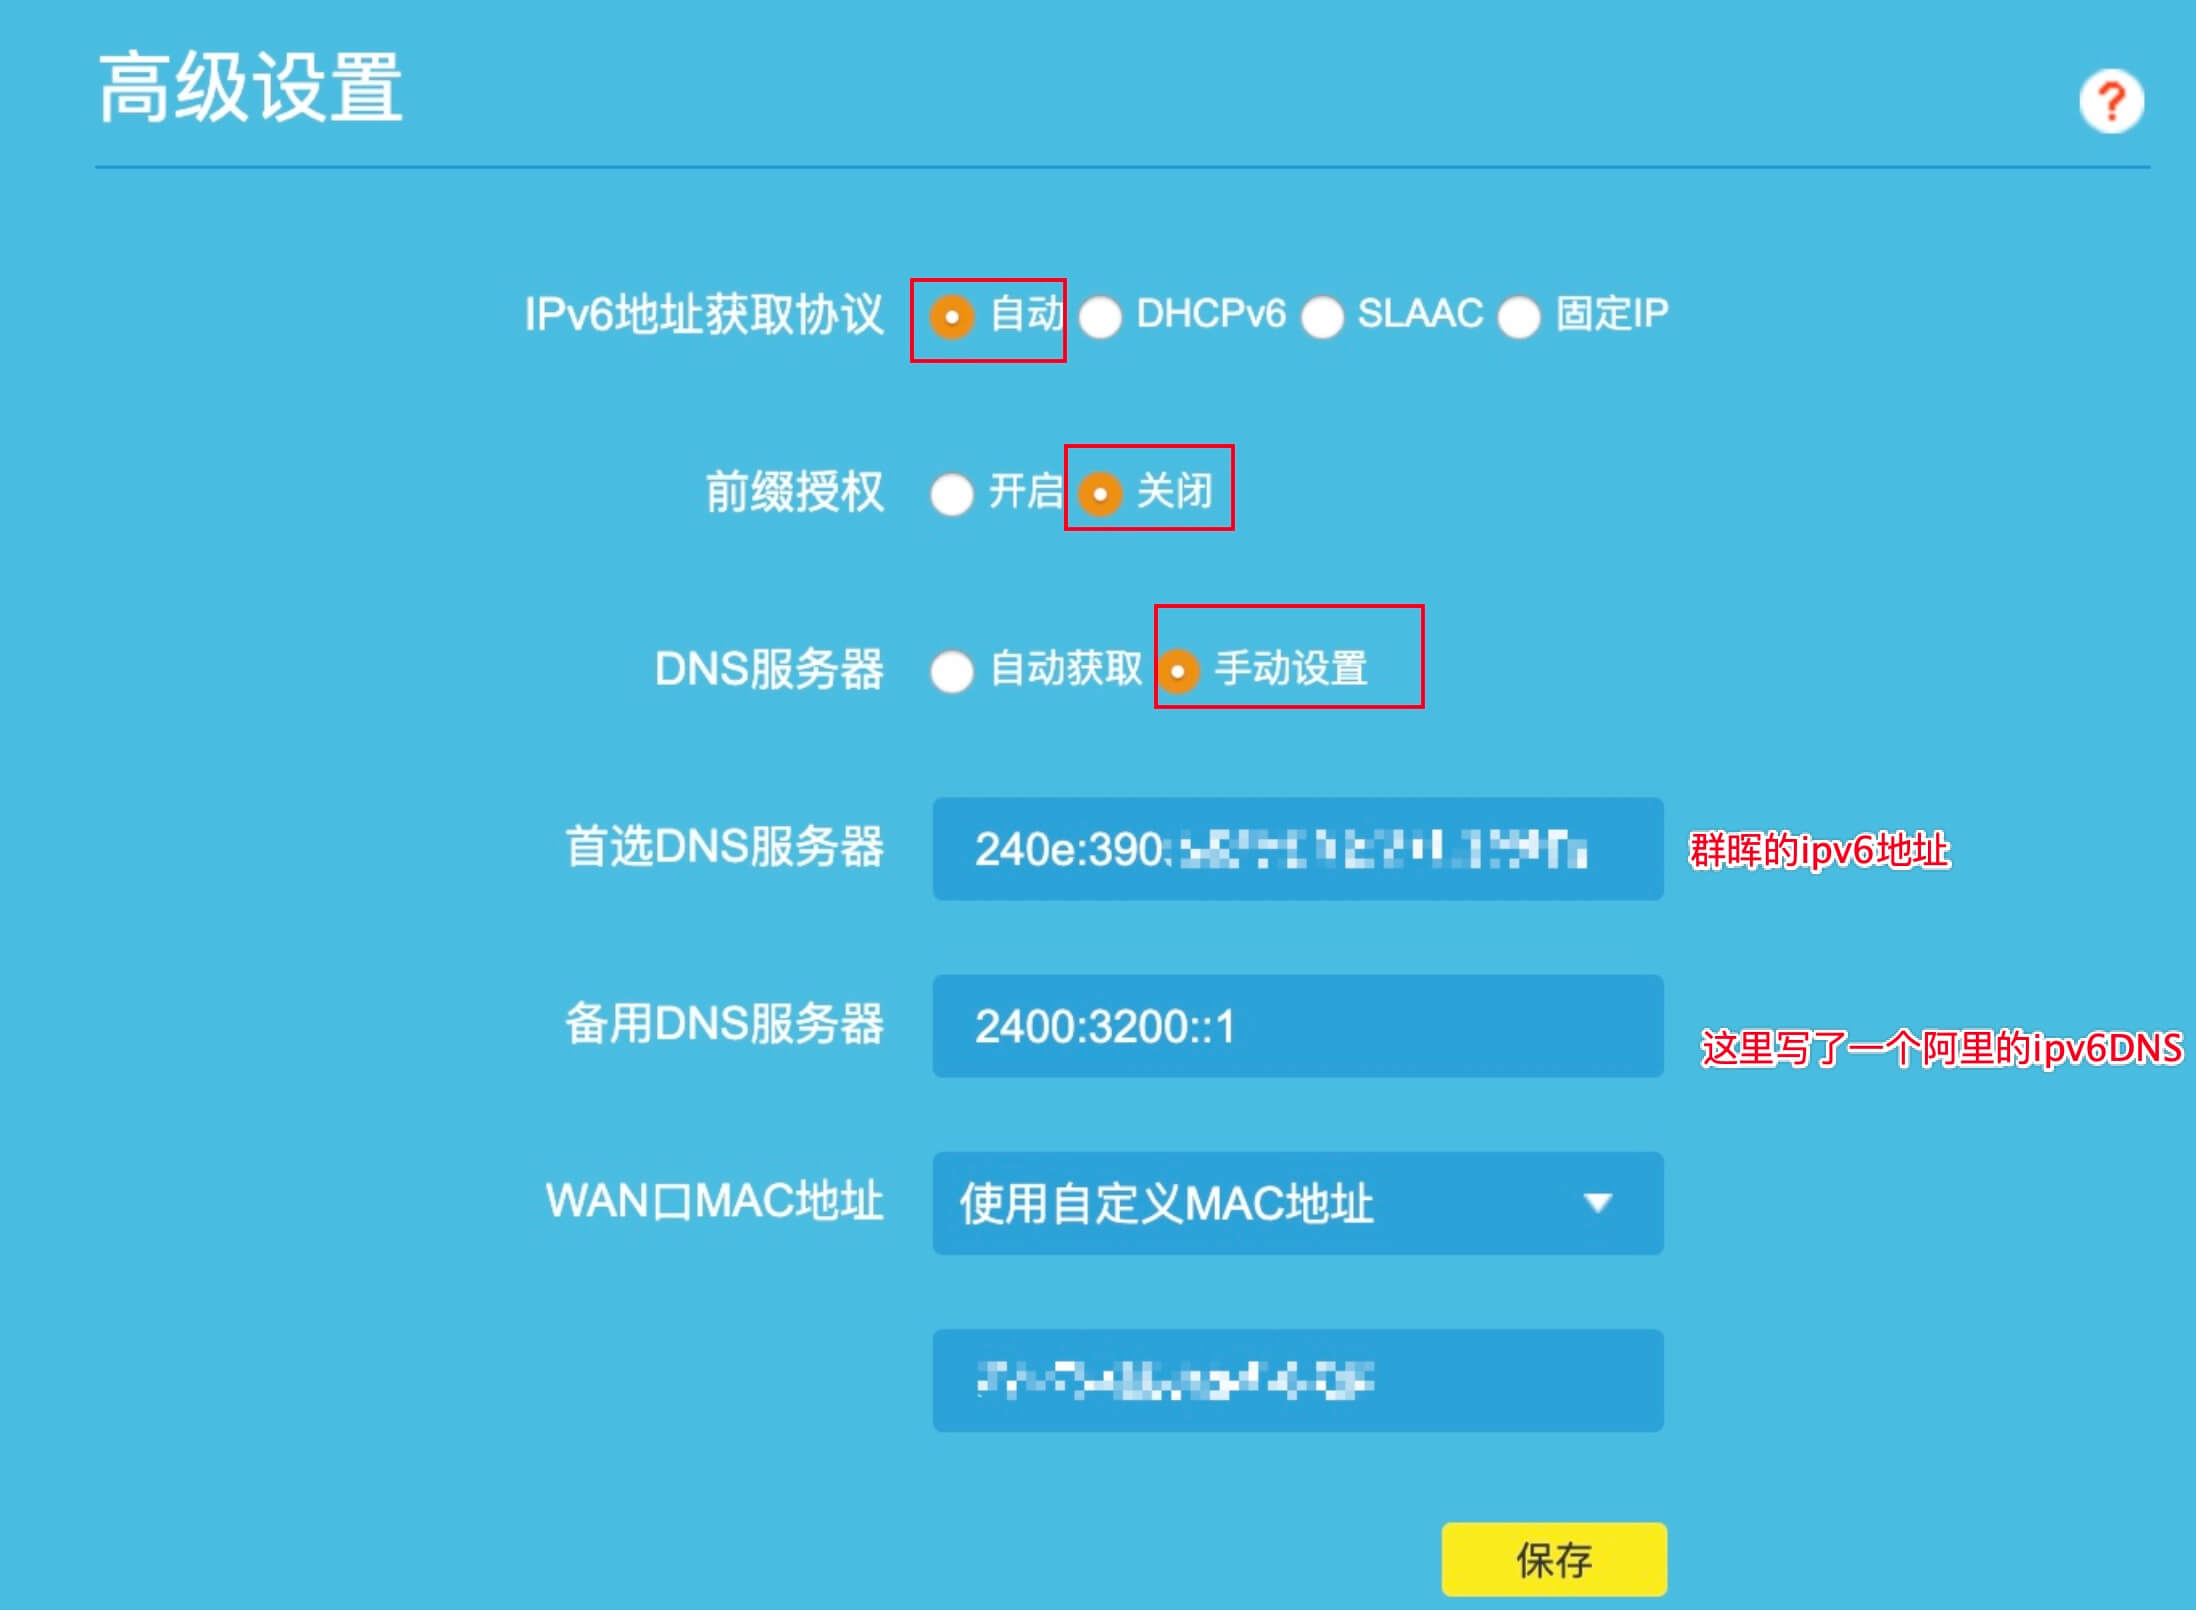 高级设置
?
IPv6地址获取协议 自动 DHCPv6 SLAAC 固定IP
前缀授权 开启 关闭
DNS服务器 自动获取 手动设置
首选DNS服务器 240e:390 群晖的ipv6地址
备用DNS服务器 2400:3200::1 这里写了一个阿里的ipv6DNS
WAN口MAC地址 使用自定义MAC地址
保存